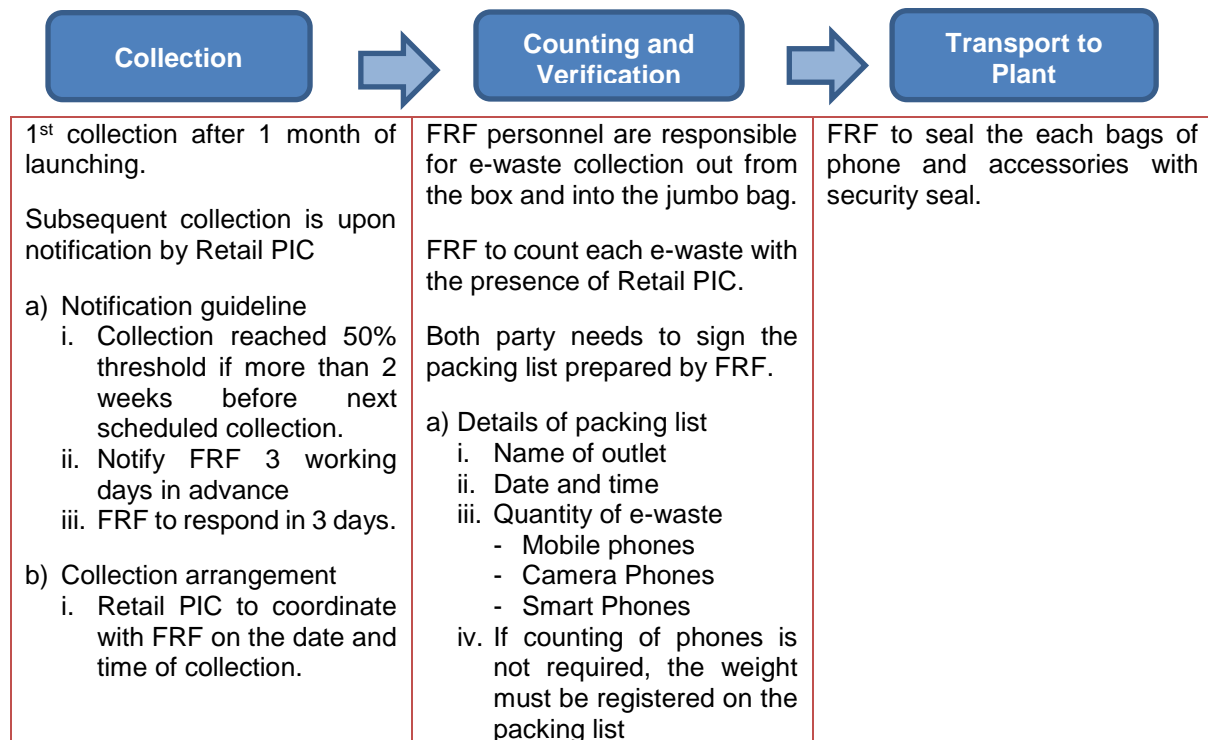 Collection
Counting and
Verification
Transport to
Plant
1st collection after 1 month of
launching.
Subsequent collection is upon
notification by Retail PIC
a) Notification guideline
i. Collection reached 50%
threshold if more than 2
weeks before next
scheduled collection.
ii. Notify FRF 3 working
days in advance
iii. FRF to respond in 3 days.
b) Collection arrangement
i. Retail PIC to coordinate
with FRF on the date and
time of collection.
FRF personnel are responsible
for e-waste collection out from
the box and into the jumbo bag.
FRF to count each e-waste with
the presence of Retail PIC.
Both party needs to sign the
packing list prepared by FRF.
a) Details of packing list
i. Name of outlet
ii. Date and time
iii. Quantity of e-waste
- Mobile phones
- Camera Phones
- Smart Phones
iv. If counting of phones is
not required, the weight
must be registered on the
packing list
FRF to seal the each bags of
phone and accessories with
security seal.